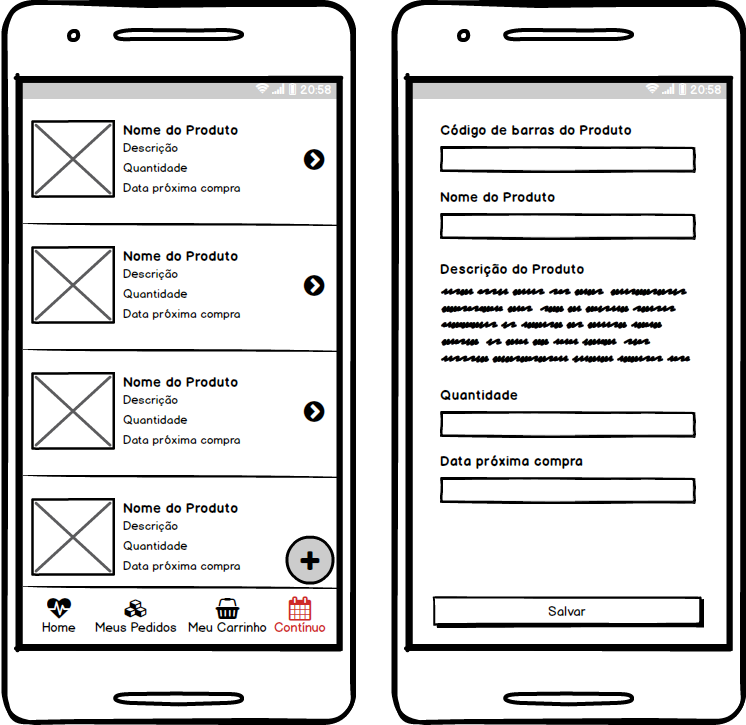 20:58
Nome do Produto
Descrição
Quantidade
Data próxima compra
Nome do Produto
Descrição
Quantidade
Data próxima compra
Nome do Produto
Descrição
Quantidade
Data próxima compra
Nome do Produto
Descrição
Quantidade
Data próxima compra
Home
Meus Pedidos
Meu Carrinho
Contínuo
20:58
Código de barras do Produto
Nome do Produto
Descrição do Produto
Quantidade
Data próxima compra
Salvar